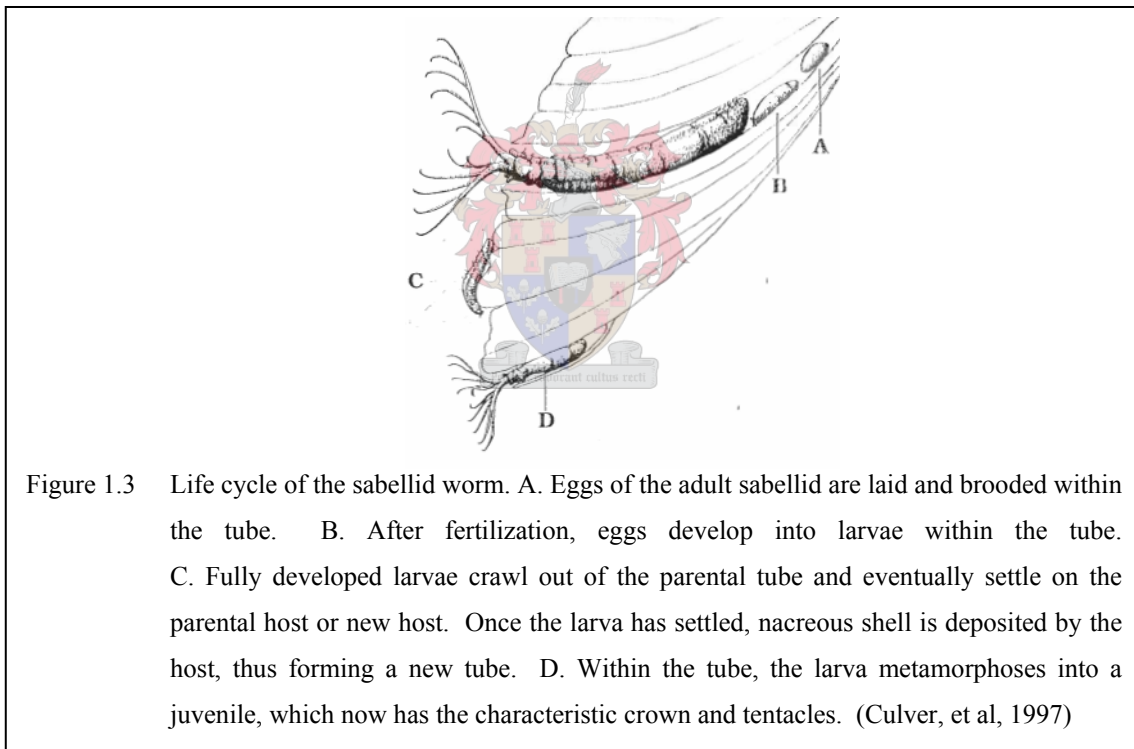 A
B
C
D
cultus recti
Figure 1.3 Life cycle of the sabellid worm. A. Eggs of the adult sabellid are laid and brooded within
the tube. B. After fertilization, eggs develop into larvae within the tube.
C. Fully developed larvae crawl out of the parental tube and eventually settle on the
parental host or new host. Once the larva has settled, nacreous shell is deposited by the
host, thus forming a new tube. D. Within the tube, the larva metamorphoses into a
juvenile, which now has the characteristic crown and tentacles. (Culver, et al, 1997)